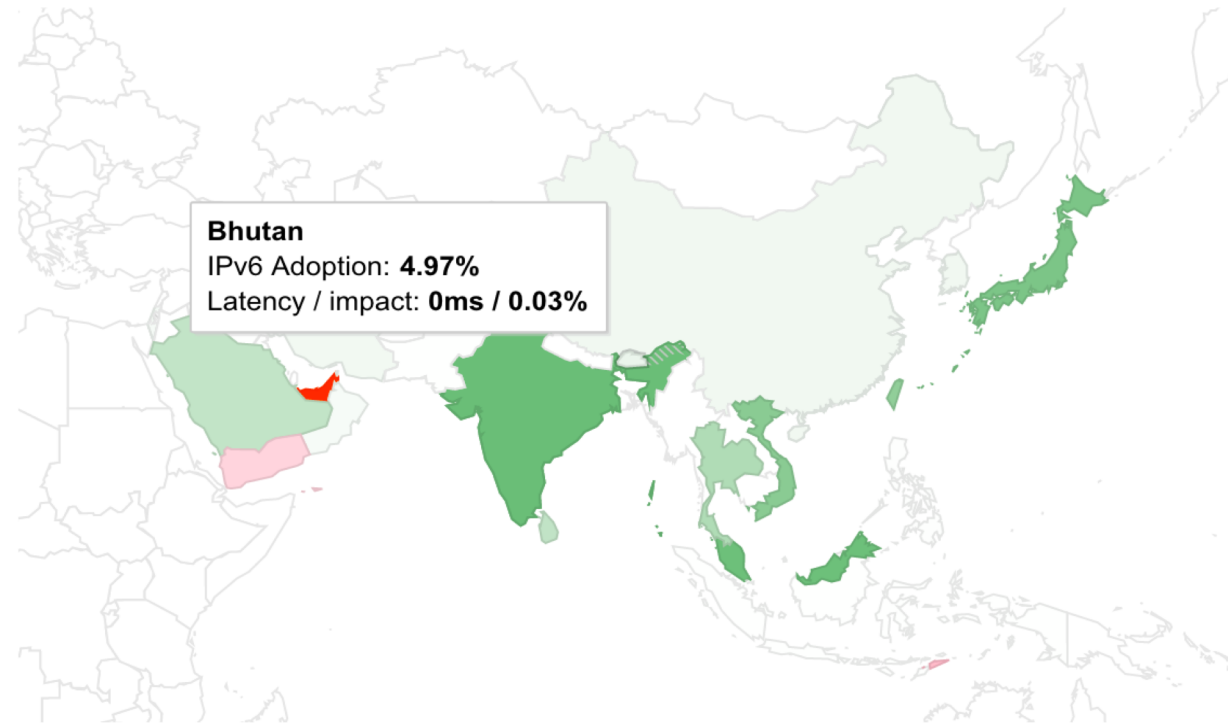 Bhutan
IPv6 Adoption: 4.97%
Latency / impact: 0ms / 0.03%